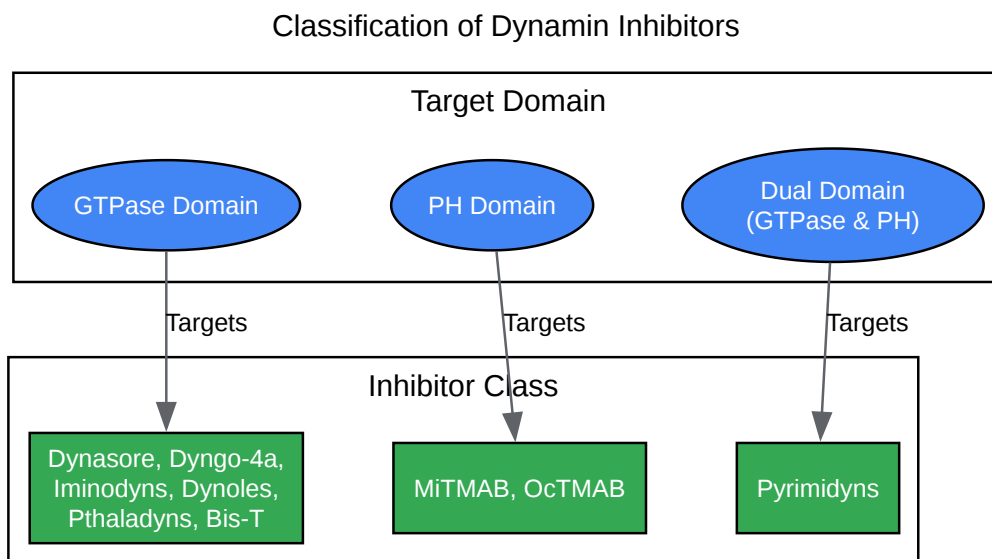 Classification of Dynamin Inhibitors
Target Domain
GTPase Domain
PH Domain
Dual Domain
(GTPase & PH)
Targets
Targets
Targets
Inhibitor Class
Dynasore, Dyngo-4a,
Iminodyns, Dynoles,
Pthaladyns, Bis-T
MiTMAB, OcTMAB
Pyrimidyns